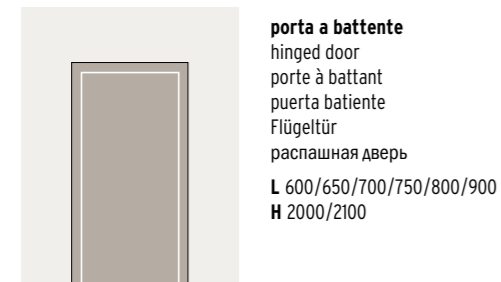 porta a battente
hinged door
porte à battant
puerta batiente
Flügeltür
распашная дверь
L 600/650/700/750/800/900
H 2000/2100